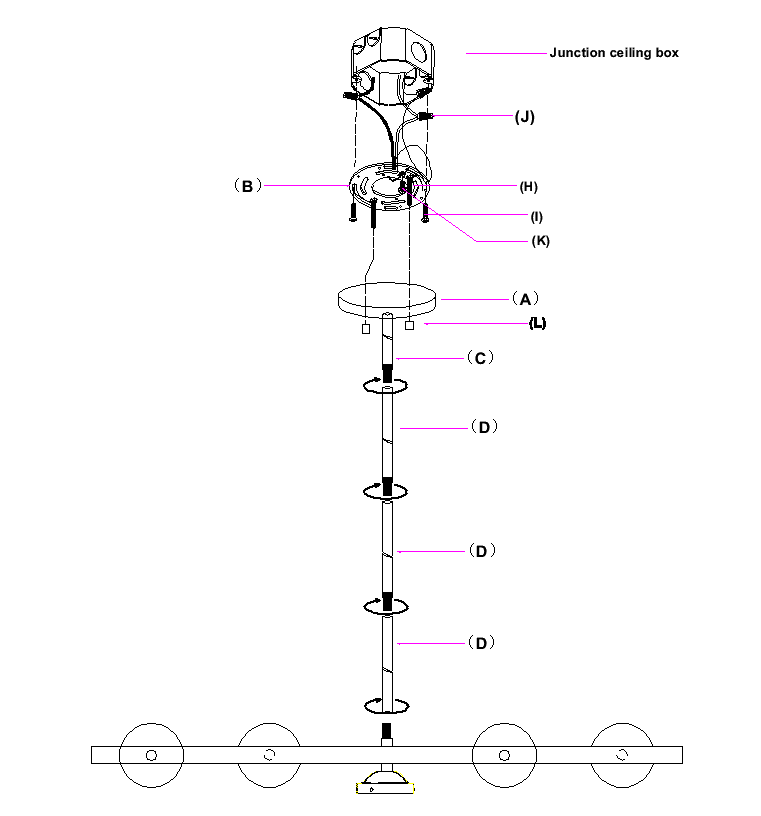 Junction ceiling box
(J)
（B）
(H)
(I)
(K)
（A）
(L)
（C）
（D）
（D）
（D）